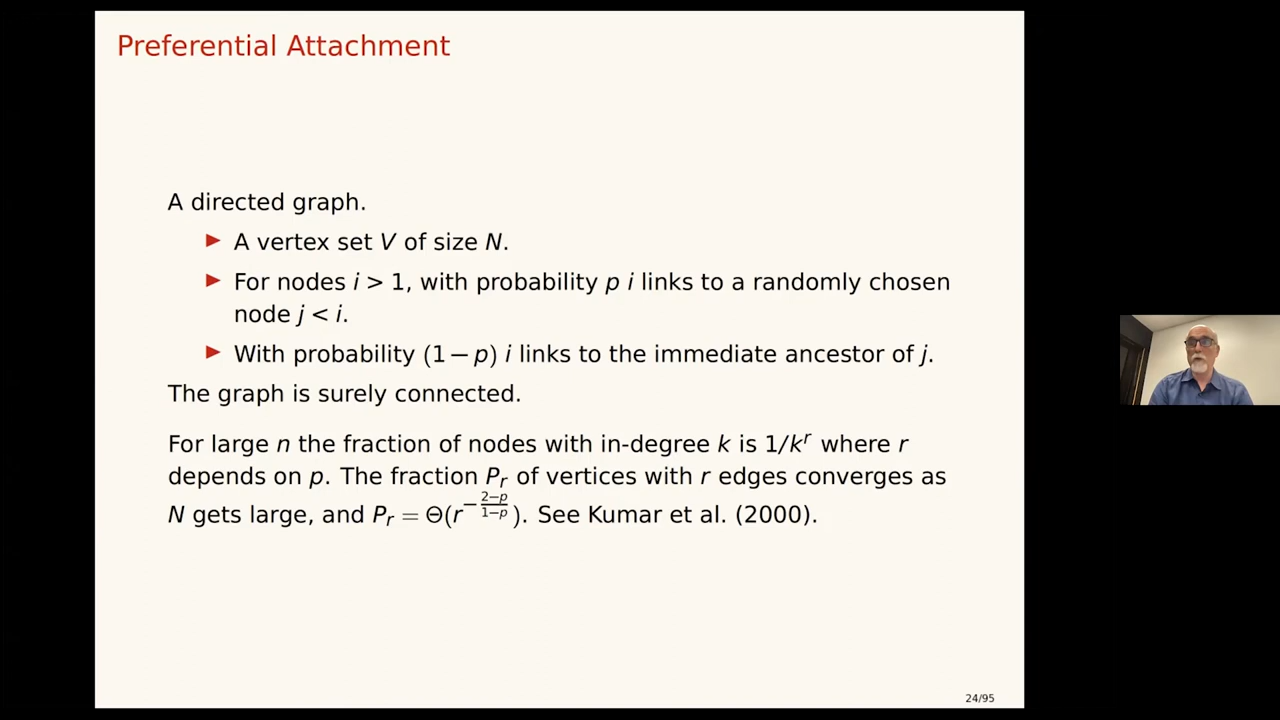 Preferential Attachment
A directed graph.
▶ A vertex set V of size N.
▶ For nodes i > 1, with probability p i links to a randomly chosen
node j < i.
▶ With probability (1 − p) i links to the immediate ancestor of j.
The graph is surely connected.
For large n the fraction of nodes with in-degree k is 1/k^r where r
depends on p. The fraction P_r of vertices with r edges converges as
N gets large, and P_r = Θ(r^{−\frac{2−p}{1−p}}). See Kumar et al. (2000).
24/95